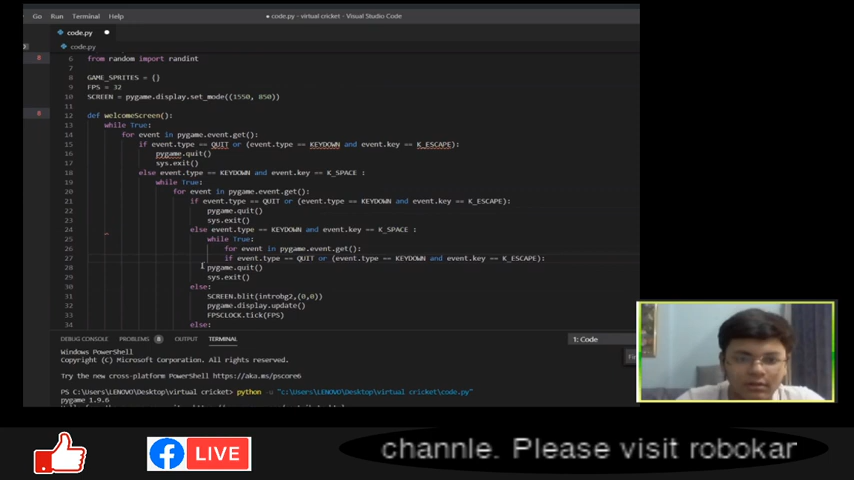 Go Run Terminal Help
● code.py - virtual cricket - Visual Studio Code
code.py ●
code.py
6 from random import randint
7
8 GAME_SPRITES = {}
9 FPS = 32
10 SCREEN = pygame.display.set_mode((1550, 850))
11
12 def welcomeScreen():
13 while True:
14 for event in pygame.event.get():
15 if event.type == QUIT or (event.type == KEYDOWN and event.key == K_ESCAPE):
16 pygame.quit()
17 sys.exit()
18 else event.type == KEYDOWN and event.key == K_SPACE :
19 while True:
20 for event in pygame.event.get():
21 if event.type == QUIT or (event.type == KEYDOWN and event.key == K_ESCAPE):
22 pygame.quit()
23 sys.exit()
24 else event.type == KEYDOWN and event.key == K_SPACE :
25 while True:
26 for event in pygame.event.get():
27 if event.type == QUIT or (event.type == KEYDOWN and event.key == K_ESCAPE):
28 pygame.quit()
29 sys.exit()
30 else:
31 SCREEN.blit(introbg2,(0,0))
32 pygame.display.update()
33 FPSCLOCK.tick(FPS)
34 else:
DEBUG CONSOLE PROBLEMS 8 OUTPUT TERMINAL 1: Code
Windows PowerShell
Copyright (C) Microsoft Corporation. All rights reserved.
Try the new cross-platform PowerShell https://aka.ms/pscore6
PS C:\Users\LENOVO\Desktop\virtual cricket> python -u "c:\Users\LENOVO\Desktop\virtual cricket\code.py"
pygame 1.9.6
LIVE
channle. Please visit robokar